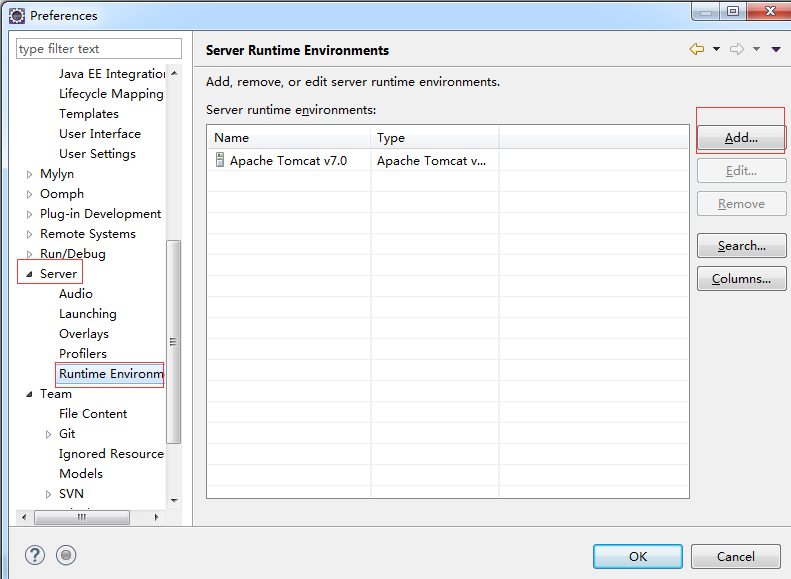 Preferences
type filter text
Java EE Integration
Lifecycle Mapping
Templates
User Interface
User Settings
Mylyn
Oomph
Plug-in Development
Remote Systems
Run/Debug
Server
Audio
Launching
Overlays
Profilers
Runtime Environm
Team
File Content
Git
Ignored Resource
Models
SVN
Server Runtime Environments
Add, remove, or edit server runtime environments.
Server runtime environments:
Name Type
Apache Tomcat v7.0 Apache Tomcat v...
Add...
Edit...
Remove
Search...
Columns...
OK Cancel